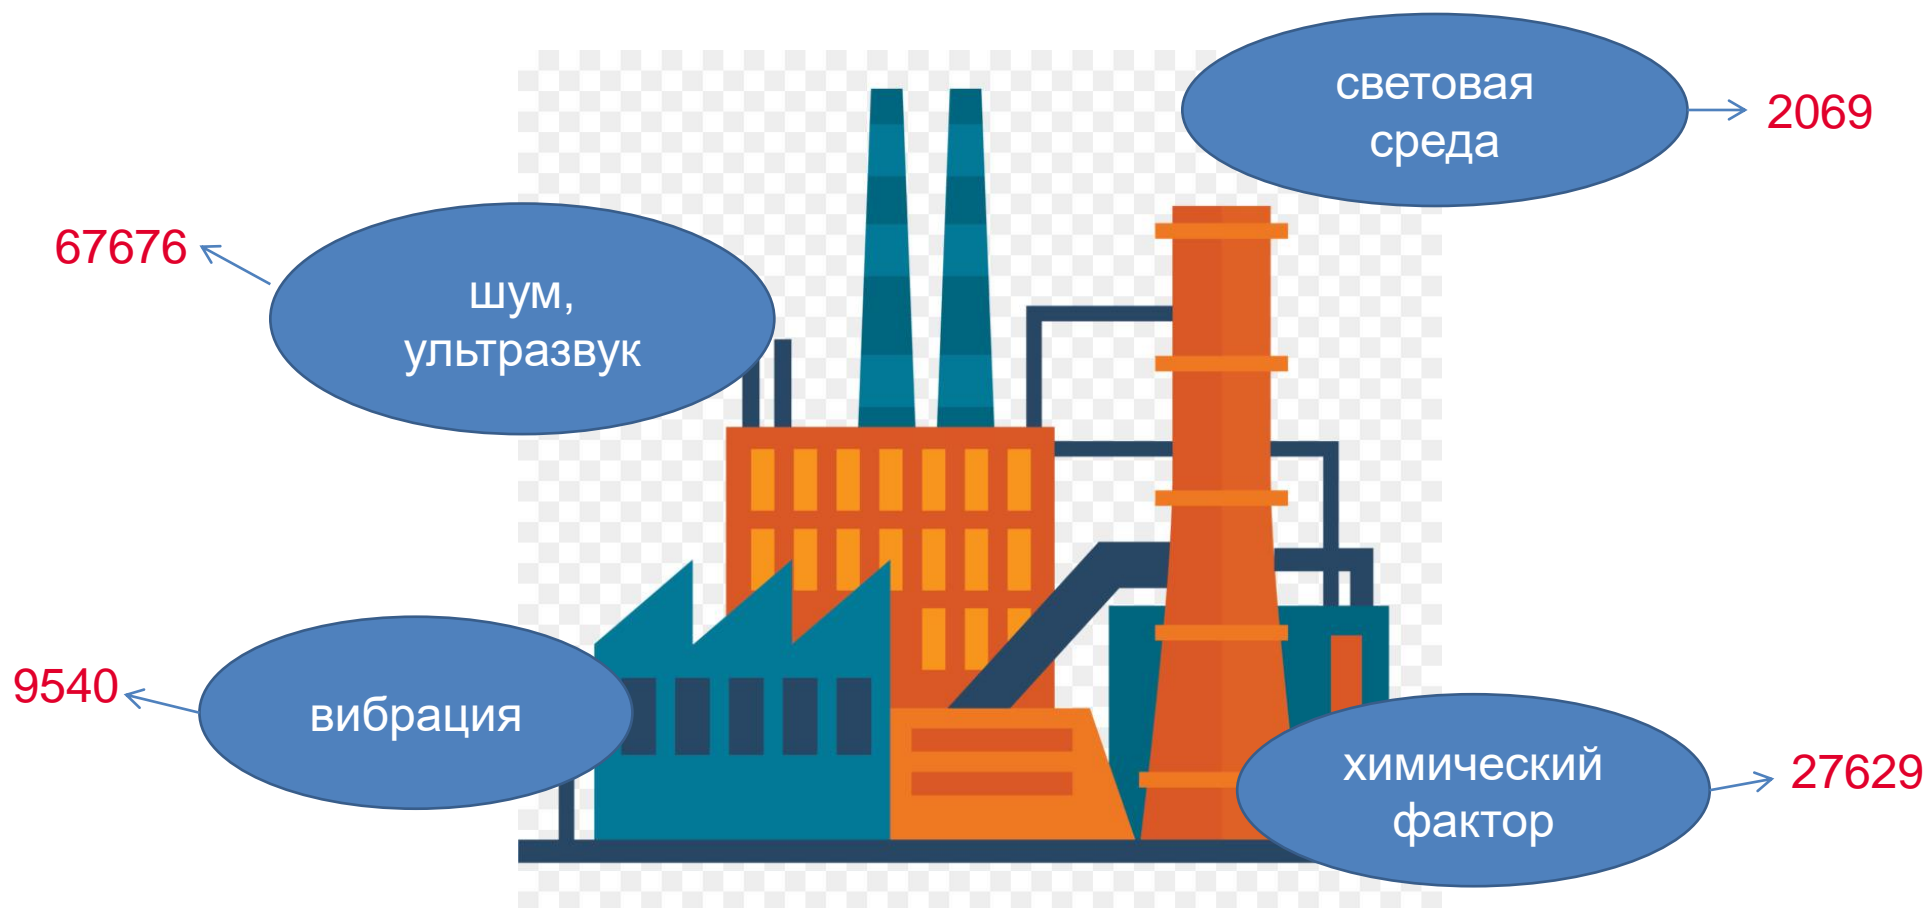 световая
среда
2069
67676
шум,
ультразвук
9540
вибрация
химический
фактор
27629